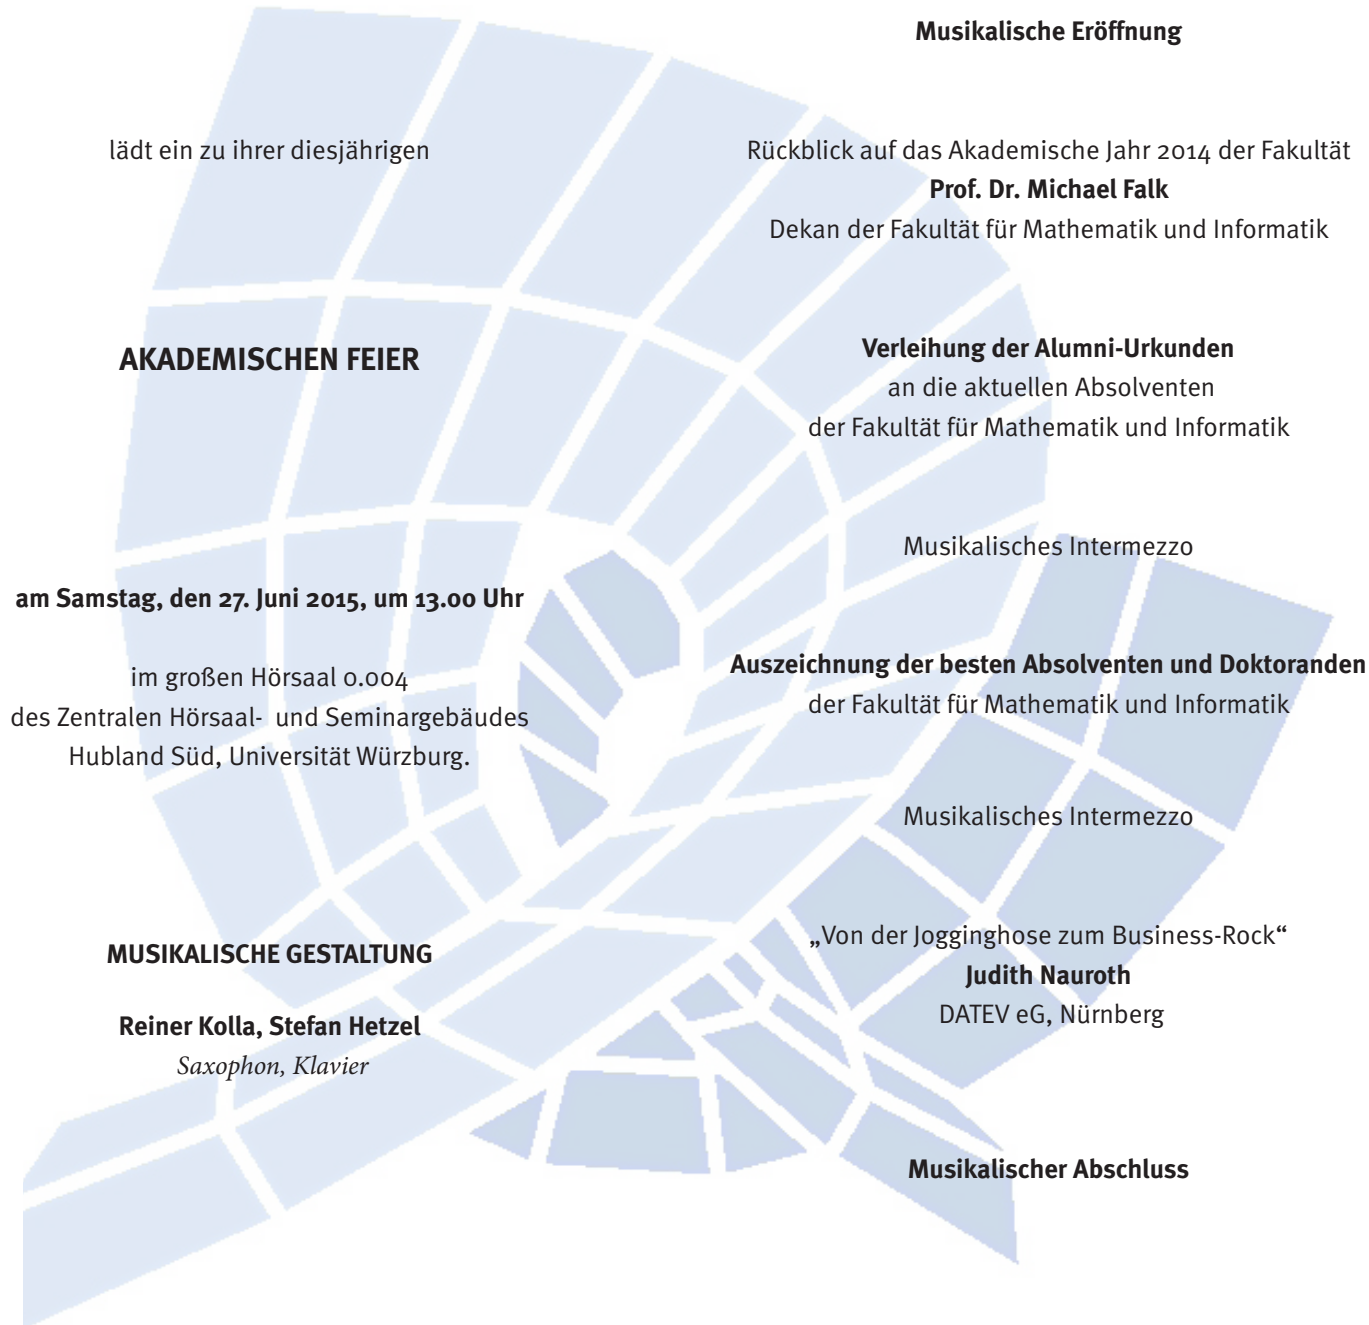 lädt ein zu ihrer diesjährigen
AKADEMISCHEN FEIER
am Samstag, den 27. Juni 2015, um 13.00 Uhr
im großen Hörsaal 0.004
des Zentralen Hörsaal- und Seminargebäudes
Hubland Süd, Universität Würzburg.
MUSIKALISCHE GESTALTUNG
Reiner Kolla, Stefan Hetzel
Saxophon, Klavier
Musikalische Eröffnung
Rückblick auf das Akademische Jahr 2014 der Fakultät
Prof. Dr. Michael Falk
Dekan der Fakultät für Mathematik und Informatik
Verleihung der Alumni-Urkunden
an die aktuellen Absolventen
der Fakultät für Mathematik und Informatik
Musikalisches Intermezzo
Auszeichnung der besten Absolventen und Doktoranden
der Fakultät für Mathematik und Informatik
Musikalisches Intermezzo
„Von der Jogginghose zum Business-Rock“
Judith Nauroth
DATEV eG, Nürnberg
Musikalischer Abschluss